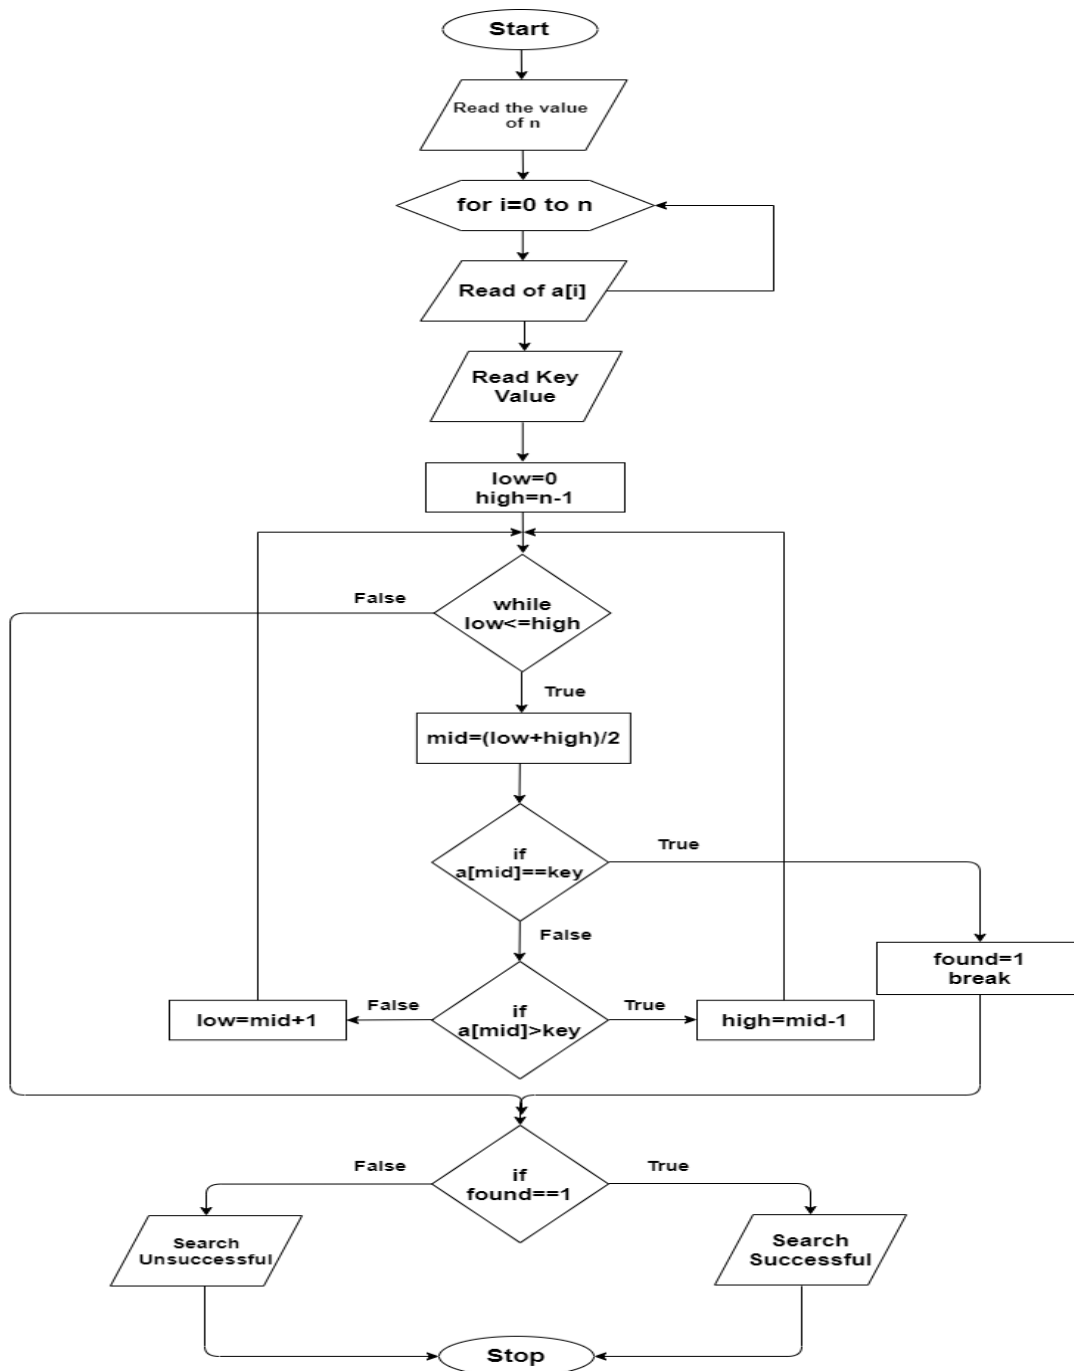 Start
Read the value
of n
for i=0 to n
Read of a[i]
Read Key
Value
low=0
high=n-1
False
while
low<=high
True
mid=(low+high)/2
if
a[mid]==key
True
False
found=1
break
low=mid+1
False
if
a[mid]>key
True
high=mid-1
False
if
found==1
True
Search
Unsuccessful
Search
Successful
Stop